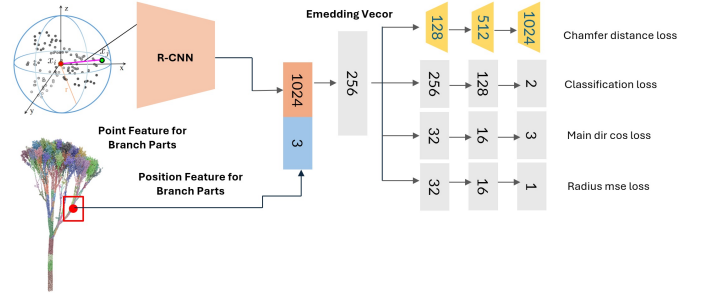 Emedding Vecor
z
x
y
R-CNN
1024
3
256
128
512
1024
Chamfer distance loss
256
128
2
Classification loss
32
16
3
Main dir cos loss
32
16
1
Radius mse loss
Point Feature for
Branch Parts
Position Feature for
Branch Parts